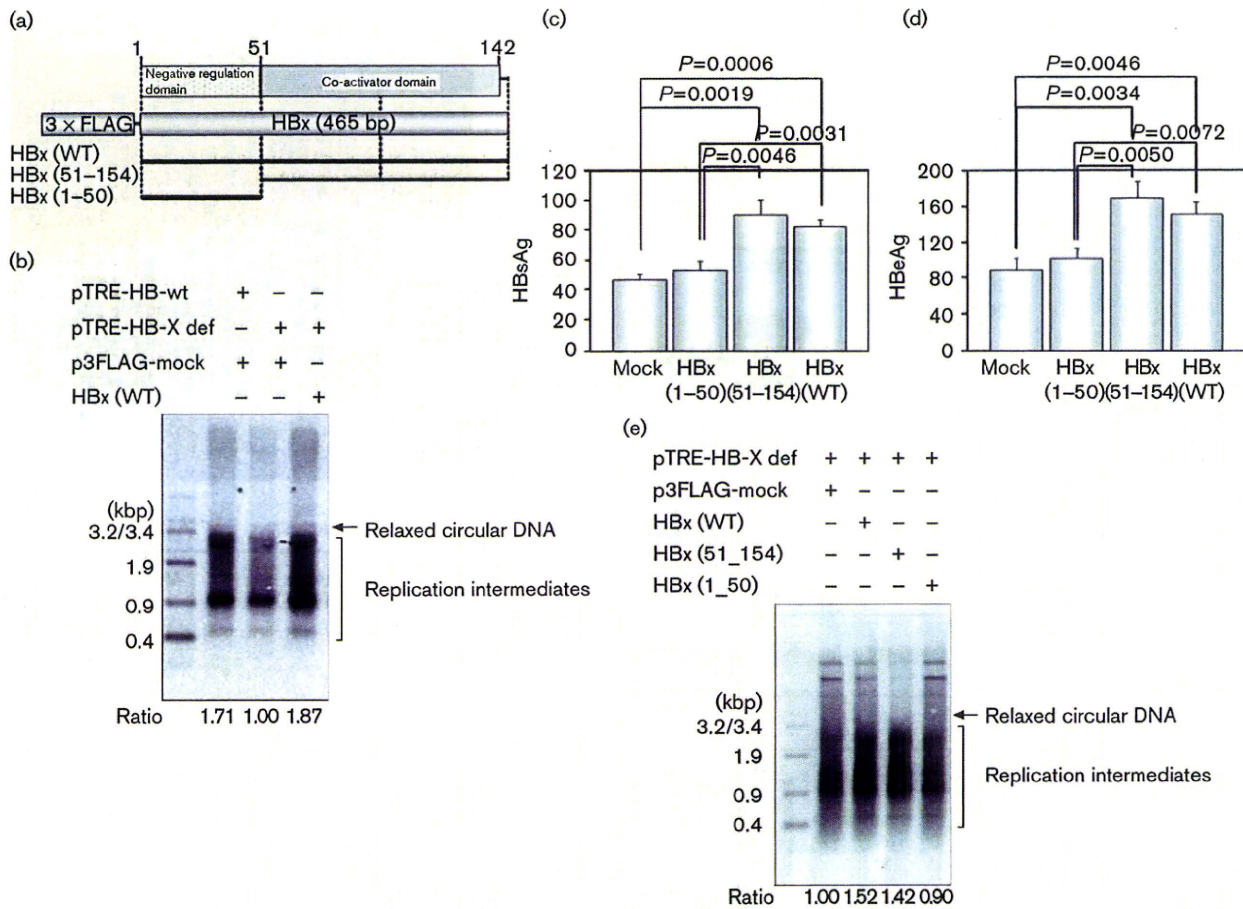 (a)
1 51 142
Negative regulation domain
Co-activator domain
3 × FLAG
HBx (465 bp)
HBx (WT)
HBx (51–154)
HBx (1–50)
(b)
pTRE-HB-wt + – –
pTRE-HB-X def – + +
p3FLAG-mock + + –
HBx (WT) – – +
(kbp)
3.2/3.4
1.9
0.9
0.4
Relaxed circular DNA
Replication intermediates
Ratio 1.71 1.00 1.87
(c)
P=0.0006
P=0.0019
P=0.0031
P=0.0046
HBsAg
120
100
80
60
40
20
0
Mock HBx HBx HBx
(1–50)(51–154)(WT)
(d)
P=0.0046
P=0.0034
P=0.0072
P=0.0050
HBeAg
200
160
120
80
40
0
Mock HBx HBx HBx
(1–50)(51–154)(WT)
(e)
pTRE-HB-X def + + + +
p3FLAG-mock + – – –
HBx (WT) – + – –
HBx (51_154) – – + –
HBx (1_50) – – – +
(kbp)
3.2/3.4
1.9
0.9
0.4
Relaxed circular DNA
Replication intermediates
Ratio 1.00 1.52 1.42 0.90